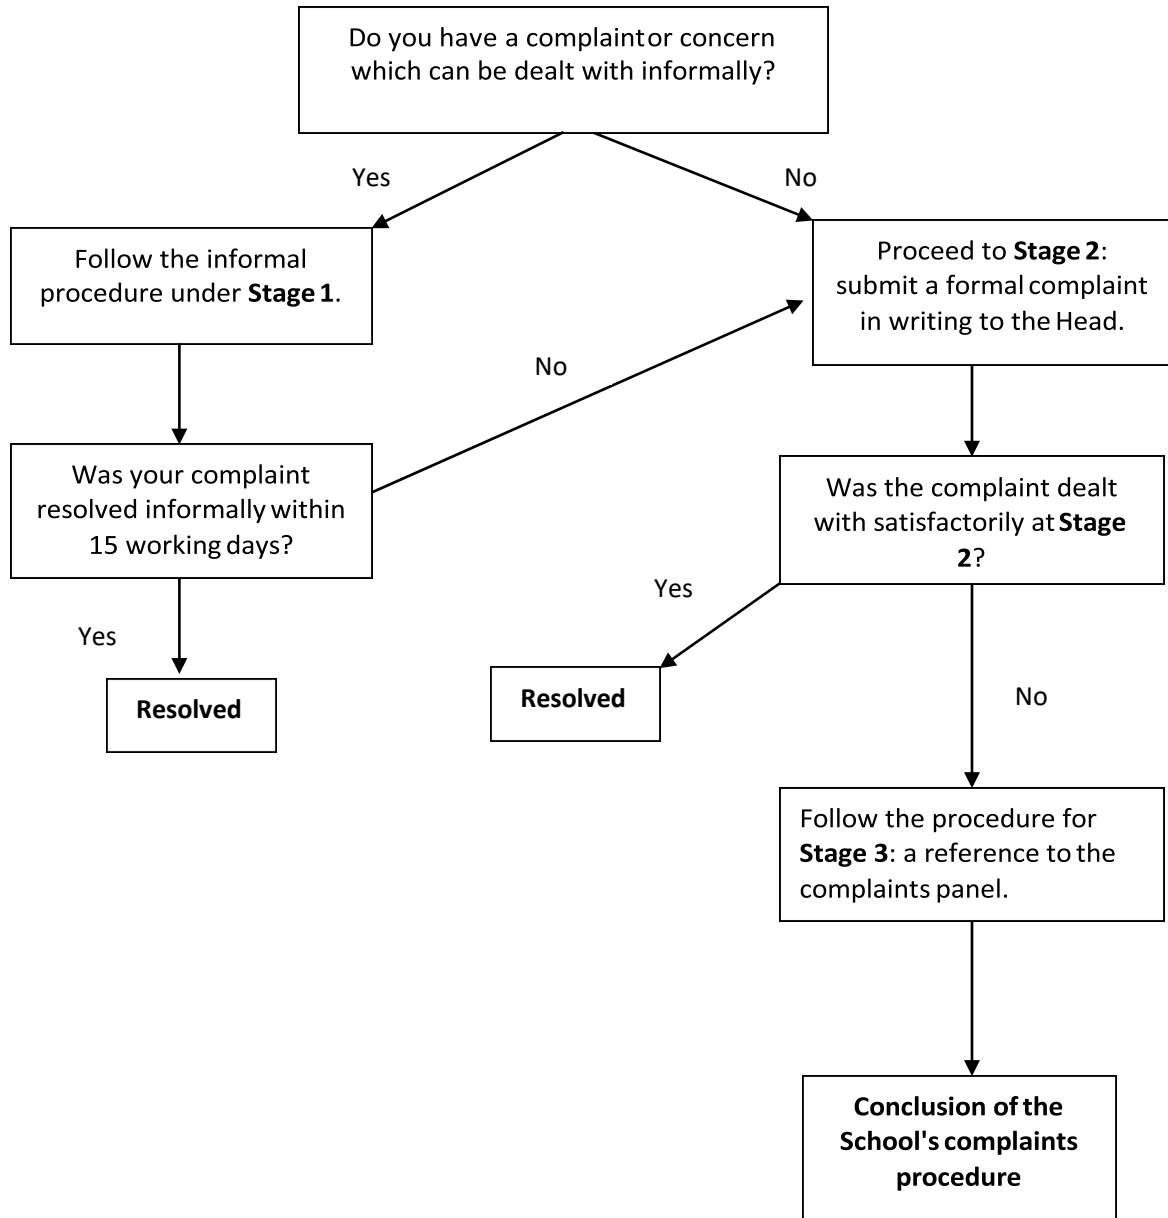 Do you have a complaint or concern
which can be dealt with informally?
Yes
No
Follow the informal
procedure under Stage 1.
Proceed to Stage 2:
submit a formal complaint
in writing to the Head.
No
Was your complaint
resolved informally within
15 working days?
Was the complaint dealt
with satisfactorily at Stage
2?
Yes
Yes
Resolved
Resolved
No
Follow the procedure for
Stage 3: a reference to the
complaints panel.
Conclusion of the
School's complaints
procedure